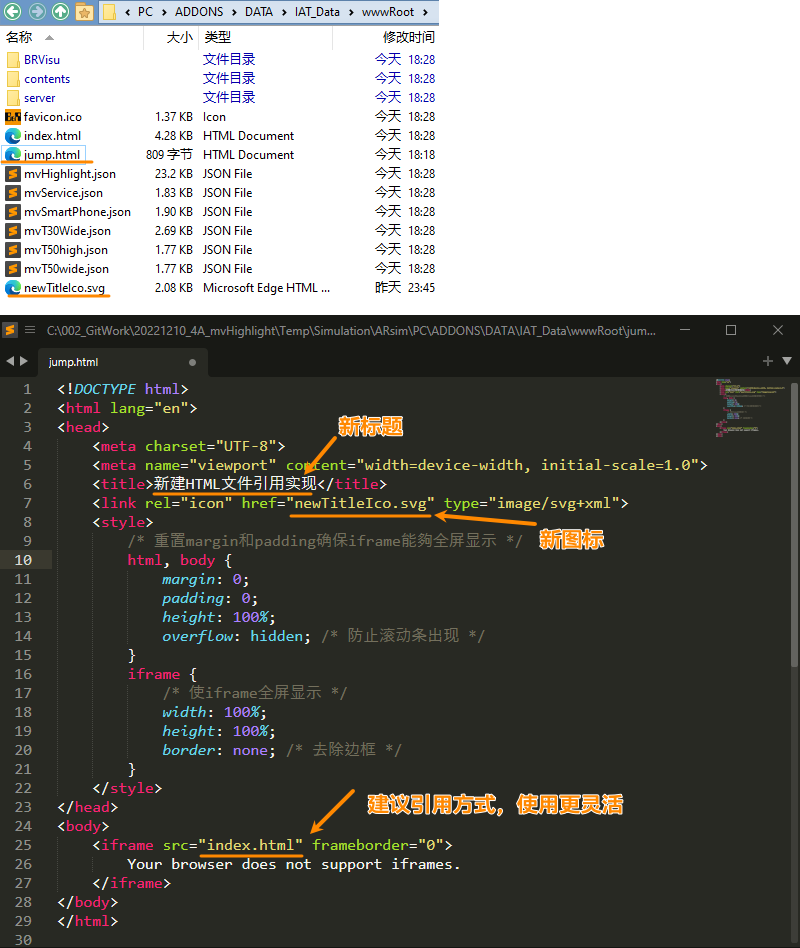 PC ADDONS DATA IAT_Data wwwRoot
名称 大小 类型 修改时间
BRVisu 文件目录 今天 18:28
contents 文件目录 今天 18:28
server 文件目录 今天 18:28
favicon.ico 1.37 KB Icon 今天 18:28
index.html 4.28 KB HTML Document 今天 18:28
jump.html 809 字节 HTML Document 今天 18:18
mvHighlight.json 23.2 KB JSON File 今天 18:28
mvService.json 1.83 KB JSON File 今天 18:28
mvSmartPhone.json 1.90 KB JSON File 今天 18:28
mvT30Wide.json 2.69 KB JSON File 今天 18:28
mvT50high.json 1.77 KB JSON File 今天 18:28
mvT50wide.json 1.77 KB JSON File 今天 18:28
newTitleIco.svg 2.08 KB Microsoft Edge HTML ... 昨天 23:45
C:\002_GitWork\20221210_4A_mvHighlight\Temp\Simulation\ARsim\PC\ADDONS\DATA\IAT_Data\wwwRoot\jum...
jump.html
1 <!DOCTYPE html>
2 <html lang="en">
3 <head>
新标题
4 <meta charset="UTF-8">
5 <meta name="viewport" content="width=device-width, initial-scale=1.0">
6 <title>新建HTML文件引用实现</title>
7 <link rel="icon" href="newTitleIco.svg" type="image/svg+xml">
8 <style>
新图标
9 /* 重置margin和padding确保iframe能够全屏显示 */
10 html, body {
11 margin: 0;
12 padding: 0;
13 height: 100%;
14 overflow: hidden; /* 防止滚动条出现 */
15 }
16 iframe {
17 /* 使iframe全屏显示 */
18 width: 100%;
19 height: 100%;
20 border: none; /* 去除边框 */
21 }
22 </style>
23 </head>
建议引用方式，使用更灵活
24 <body>
25 <iframe src="index.html" frameborder="0">
26 Your browser does not support iframes.
27 </iframe>
28 </body>
29 </html>
30